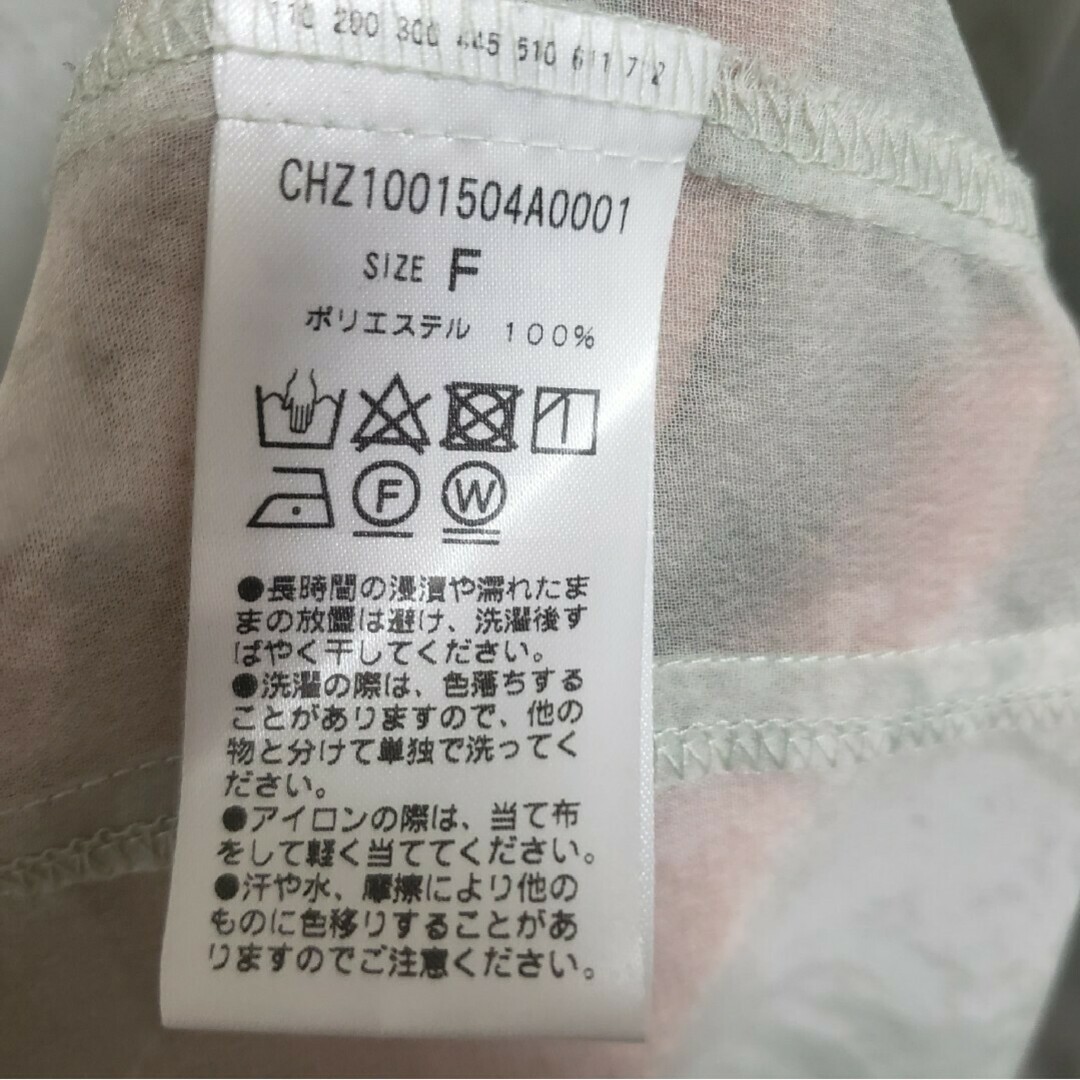 110 200 300 445 510 611 712
CHZ1001504A0001
SIZE F
ポリエステル 100%
F W
●長時間の浸漬や濡れたま
まの放置は避け、洗濯後す
ばやく干してください。
●洗濯の際は、色落ちする
ことがありますので、他の
物と分けて単独で洗ってく
ださい。
●アイロンの際は、当て布
をして軽く当ててください。
●汗や水、摩擦により他の
ものに色移りすることがあ
りますのでご注意ください。